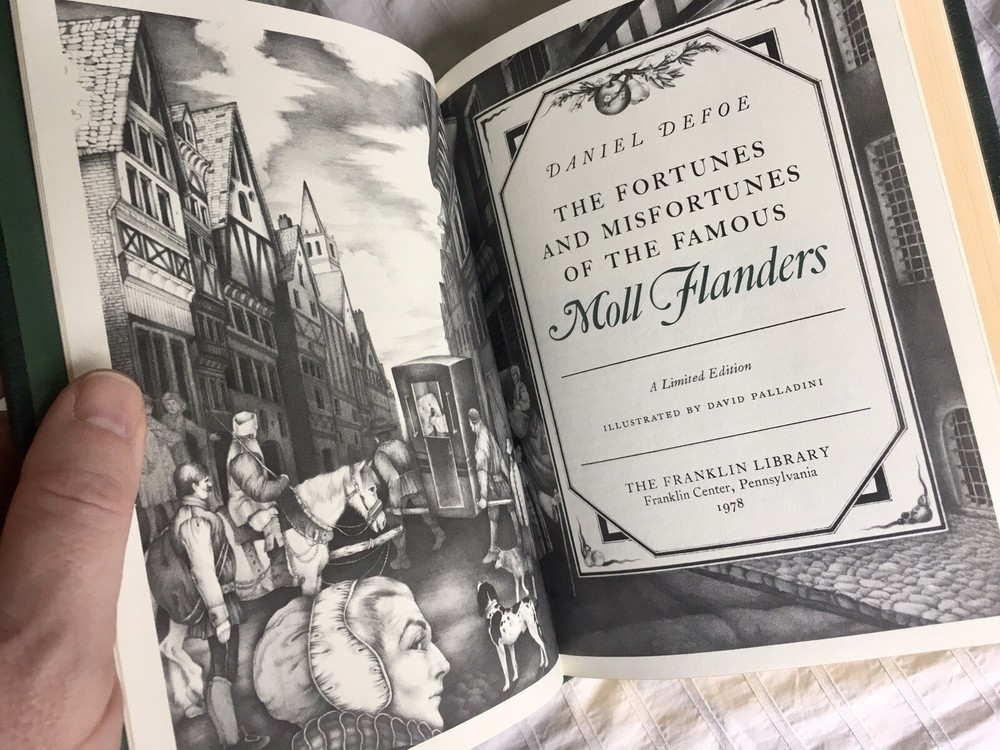 DANIEL DEFOE
THE FORTUNES
AND MISFORTUNES
OF THE FAMOUS
Moll Flanders
A Limited Edition
ILLUSTRATED BY DAVID PALLADINI
THE FRANKLIN LIBRARY
Franklin Center, Pennsylvania
1978